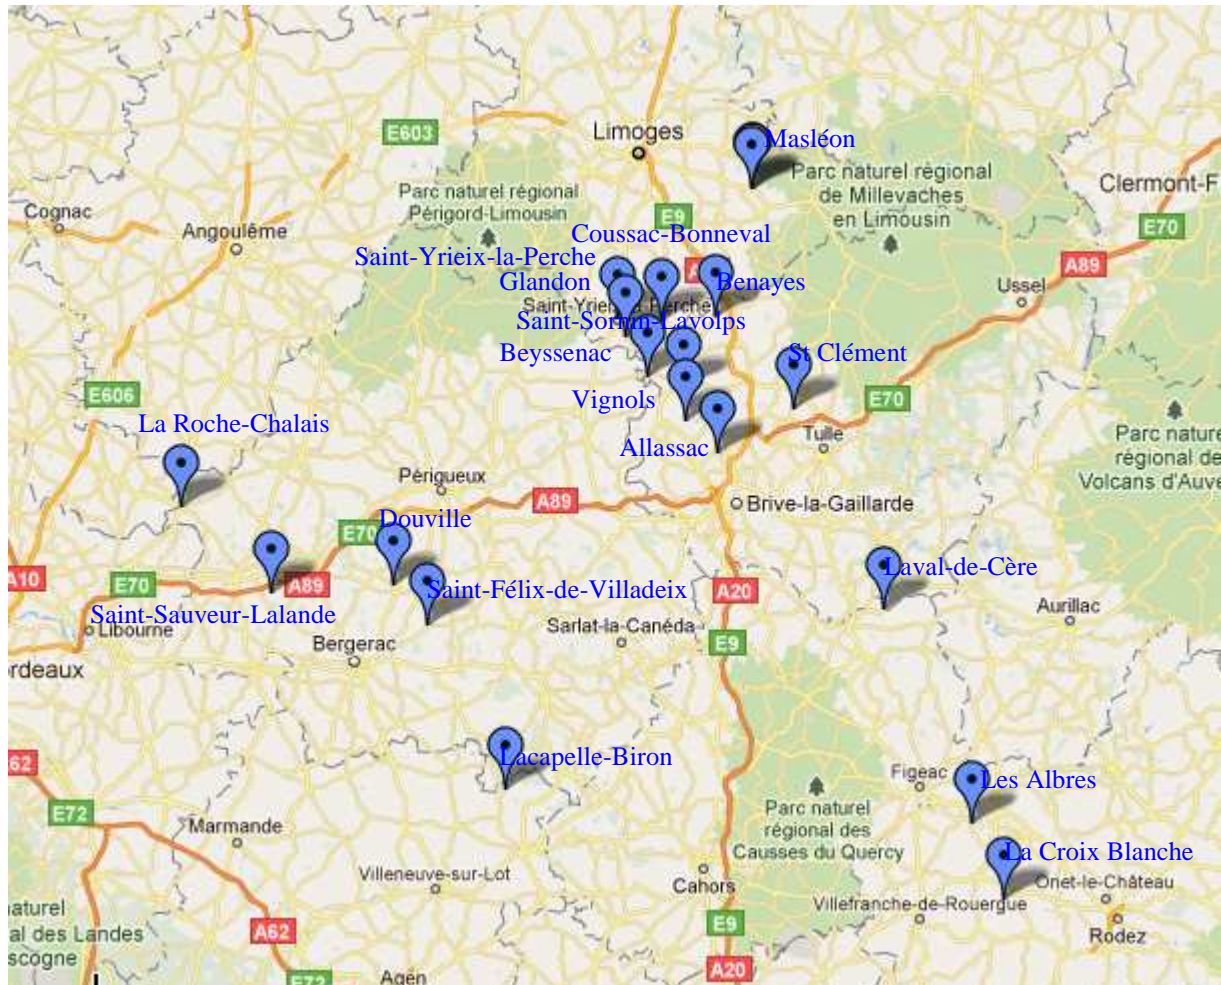 E603
Limoges
Masléon
Parc naturel régional
de Millevaches
en Limousin
Clermont-F
Parc naturel régional
Périgord-Limousin
Cognac
Angoulême
E9
E70
Coussac-Bonneval
Saint-Yrieix-la-Perche
A89
Glandon
Benayes
Ussel
Saint-Sornin-Lavolps
Beyssenac
St Clément
E606
Vignols
E70
La Roche-Chalais
Allassac
Tulle
Parc nature
régional de
Volcans d'Auve
Périgueux
A89
Brive-la-Gaillarde
Douville
E70
A10
E70
A89
Laval-de-Cère
Saint-Félix-de-Villadeix
A20
Saint-Sauveur-Lalande
Libourne
Sarlat-la-Canéda
Aurillac
Bergerac
E9
rdeaux
Lacapelle-Biron
62
Figeac
Les Albres
E72
Parc naturel
régional des
Causses du Quercy
Marmande
La Croix Blanche
Villeneuve-sur-Lot
Cahors
Onet-le-Château
Villefranche-de-Rouergue
aturel
al des Landes
scogne
A62
E9
Rodez
E72
Agen
A20